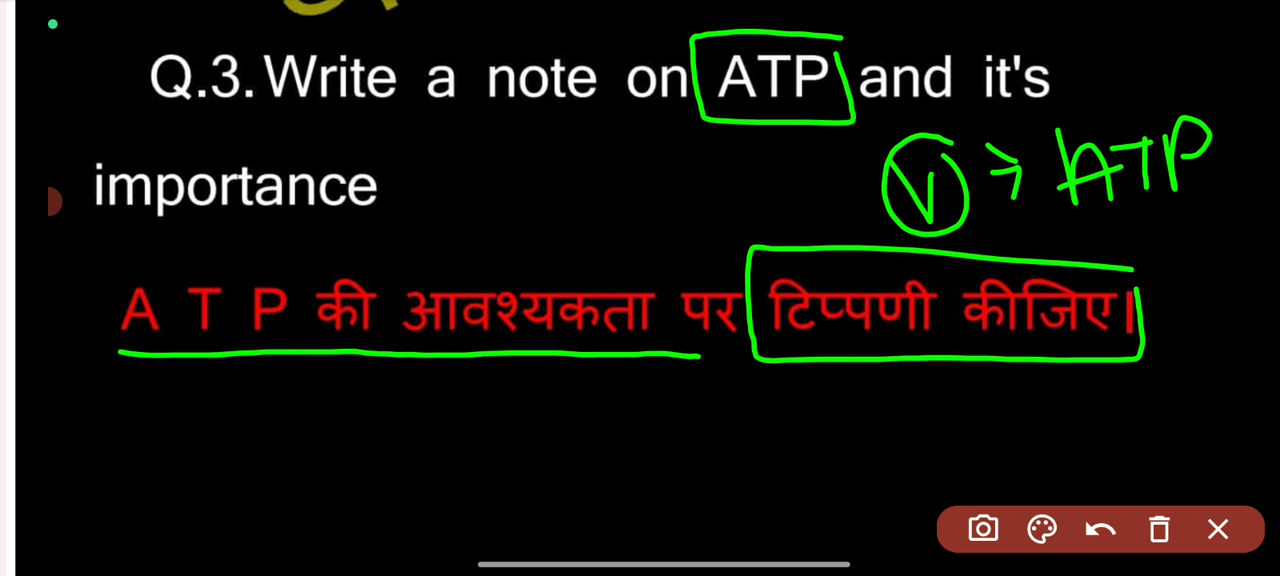 Q.3. Write a note on ATP and it's
importance
V → ATP
A T P की आवश्यकता पर टिप्पणी कीजिए।